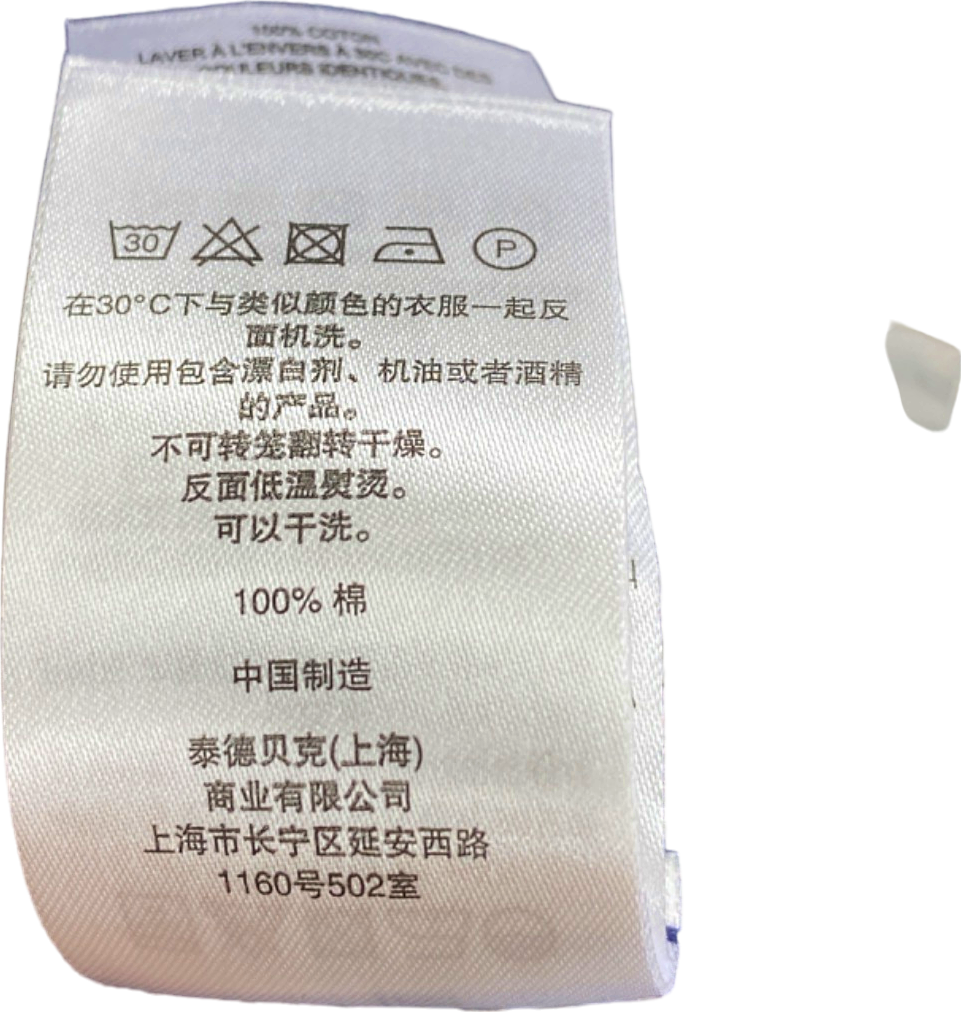 100% COTON
LAVER À L'ENVERS À 30C AVEC DES
COULEURS IDENTIQUES
30
P
在30°C下与类似颜色的衣服一起反
面机洗。
请勿使用包含漂白剂、机油或者酒精
的产品。
不可转笼翻转干燥。
反面低温熨烫。
可以干洗。
100% 棉
中国制造
泰德贝克(上海)
商业有限公司
上海市长宁区延安西路
1160号502室